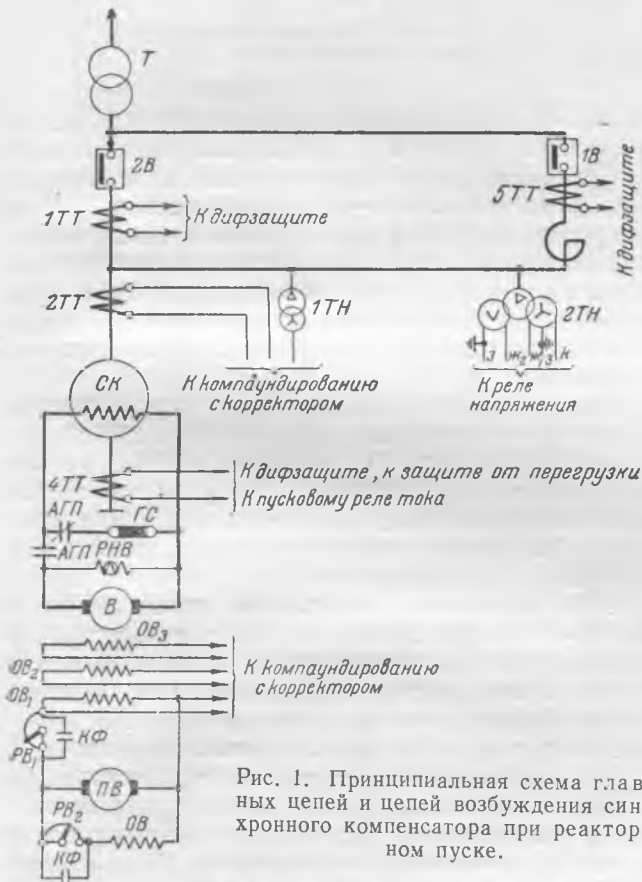 Т
2В
1В
1ТТ
К дифзащите
5ТТ
К дифзащите
2ТТ
1ТН
2ТН
з ж₂ ж₁ з к
К компаундированию
с корректором
К реле
напряжения
СК
4ТТ
К дифзащите, к защите от перегрузки
К пусковому реле тока
АГП
ГС
АГП
РНВ
В
ОВ₃
ОВ₂
ОВ₁
К компаундированию
с корректором
КФ
РВ₁
ПВ
РВ₂
ОВ
КФ
Рис. 1. Принципиальная схема глав-
ных цепей и цепей возбуждения син-
хронного компенсатора при реактор-
ном пуске.